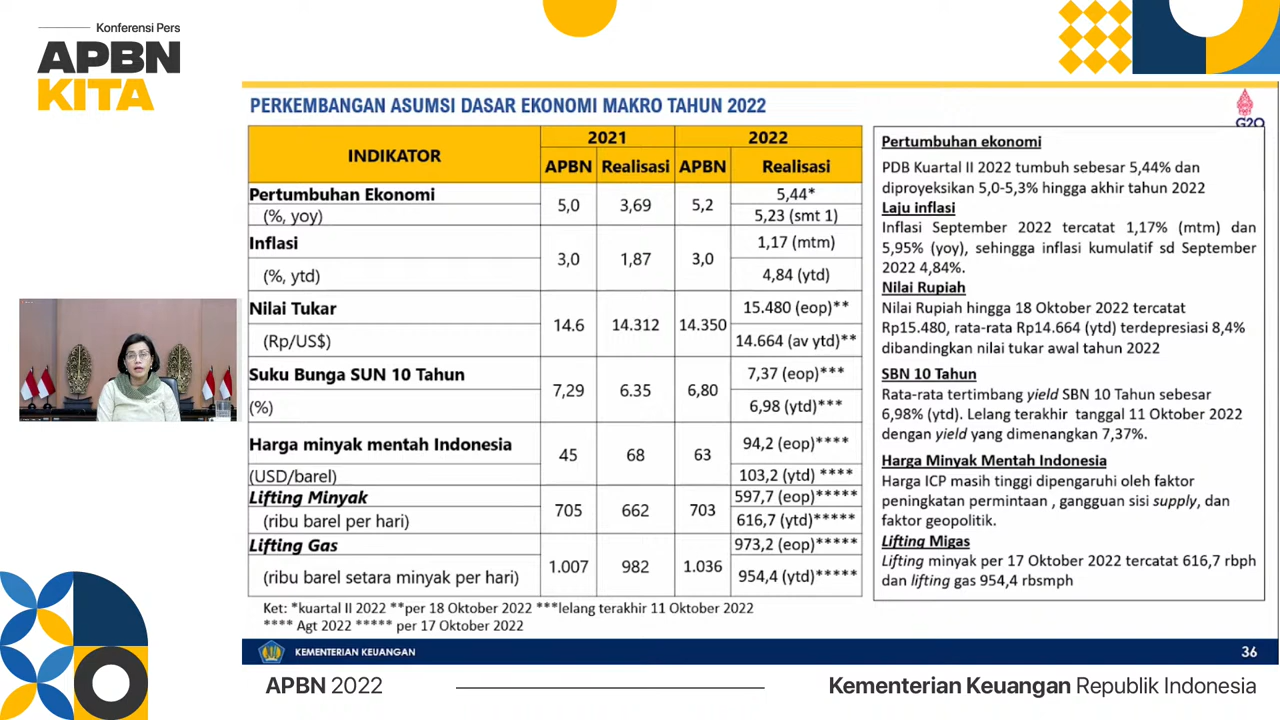 Konferensi Pers
APBN
KITA
PERKEMBANGAN ASUMSI DASAR EKONOMI MAKRO TAHUN 2022
G20
INDIKATOR
2021
2022
APBN
Realisasi
APBN
Realisasi
Pertumbuhan Ekonomi
(%, yoy)
5,0
3,69
5,2
5,44*
5,23 (smt 1)
Inflasi
(%, ytd)
3,0
1,87
3,0
1,17 (mtm)
4,84 (ytd)
Nilai Tukar
(Rp/US$)
14.6
14.312
14.350
15.480 (eop)**
14.664 (av ytd)**
Suku Bunga SUN 10 Tahun
(%)
7,29
6.35
6,80
7,37 (eop)***
6,98 (ytd)***
Harga minyak mentah Indonesia
(USD/barel)
45
68
63
94,2 (eop)****
103,2 (ytd) ****
Lifting Minyak
(ribu barel per hari)
705
662
703
597,7 (eop)*****
616,7 (ytd)*****
Lifting Gas
(ribu barel setara minyak per hari)
1.007
982
1.036
973,2 (eop)*****
954,4 (ytd)*****
Ket: *kuartal II 2022 **per 18 Oktober 2022 ***lelang terakhir 11 Oktober 2022
**** Agt 2022 ***** per 17 Oktober 2022
Pertumbuhan ekonomi
PDB Kuartal II 2022 tumbuh sebesar 5,44% dan
diproyeksikan 5,0-5,3% hingga akhir tahun 2022
Laju inflasi
Inflasi September 2022 tercatat 1,17% (mtm) dan
5,95% (yoy), sehingga inflasi kumulatif sd September
2022 4,84%.
Nilai Rupiah
Nilai Rupiah hingga 18 Oktober 2022 tercatat
Rp15.480, rata-rata Rp14.664 (ytd) terdepresiasi 8,4%
dibandingkan nilai tukar awal tahun 2022
SBN 10 Tahun
Rata-rata tertimbang yield SBN 10 Tahun sebesar
6,98% (ytd). Lelang terakhir tanggal 11 Oktober 2022
dengan yield yang dimenangkan 7,37%.
Harga Minyak Mentah Indonesia
Harga ICP masih tinggi dipengaruhi oleh faktor
peningkatan permintaan , gangguan sisi supply, dan
faktor geopolitik.
Lifting Migas
Lifting minyak per 17 Oktober 2022 tercatat 616,7 rbph
dan lifting gas 954,4 rbsmph
KEMENTERIAN KEUANGAN
36
APBN 2022
Kementerian Keuangan Republik Indonesia